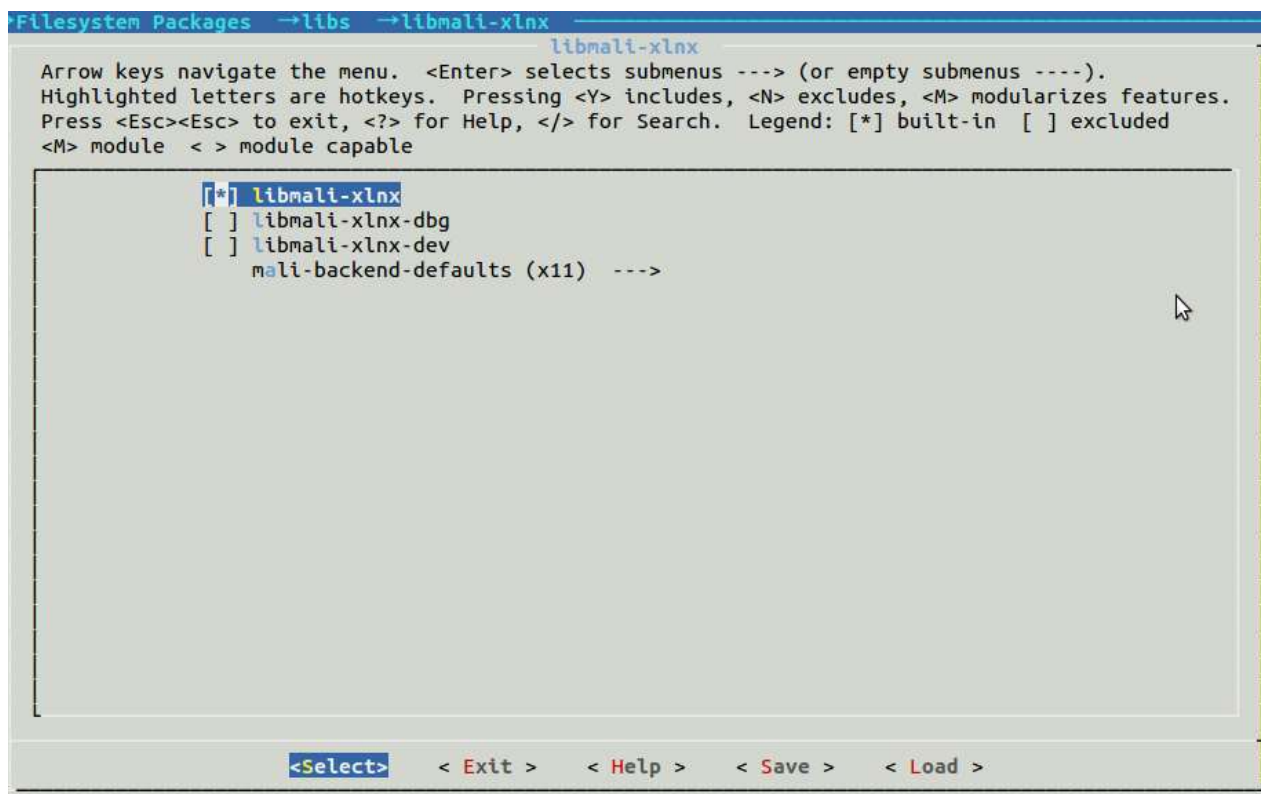 Filesystem Packages →libs →libmali-xlnx
libmali-xlnx
Arrow keys navigate the menu. <Enter> selects submenus ---> (or empty submenus ----).
Highlighted letters are hotkeys. Pressing <Y> includes, <N> excludes, <M> modularizes features.
Press <Esc><Esc> to exit, <?> for Help, </> for Search. Legend: [*] built-in [ ] excluded
<M> module < > module capable
[*] libmali-xlnx
[ ] libmali-xlnx-dbg
[ ] libmali-xlnx-dev
mali-backend-defaults (x11) --->
<Select> < Exit > < Help > < Save > < Load >